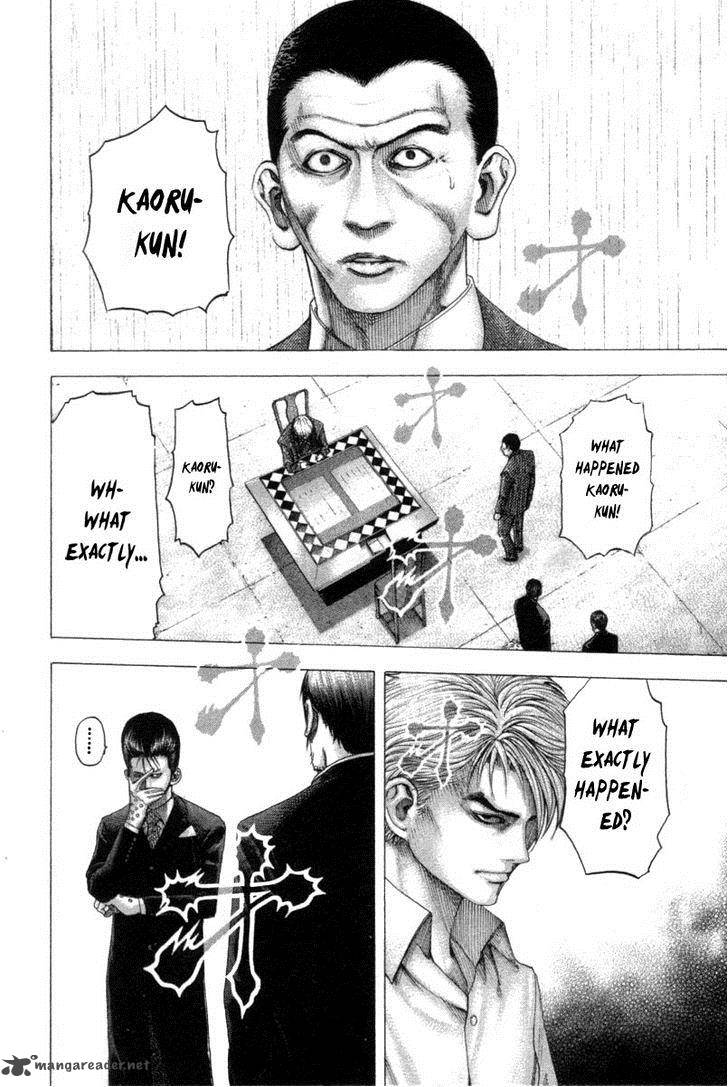 KAORU-
KUN!
WH-
WHAT
EXACTLY...
KAORU-
KUN?
WHAT
HAPPENED
KAORU-
KUN!
......
WHAT
EXACTLY
HAPPEN-
ED?
mangareader.net